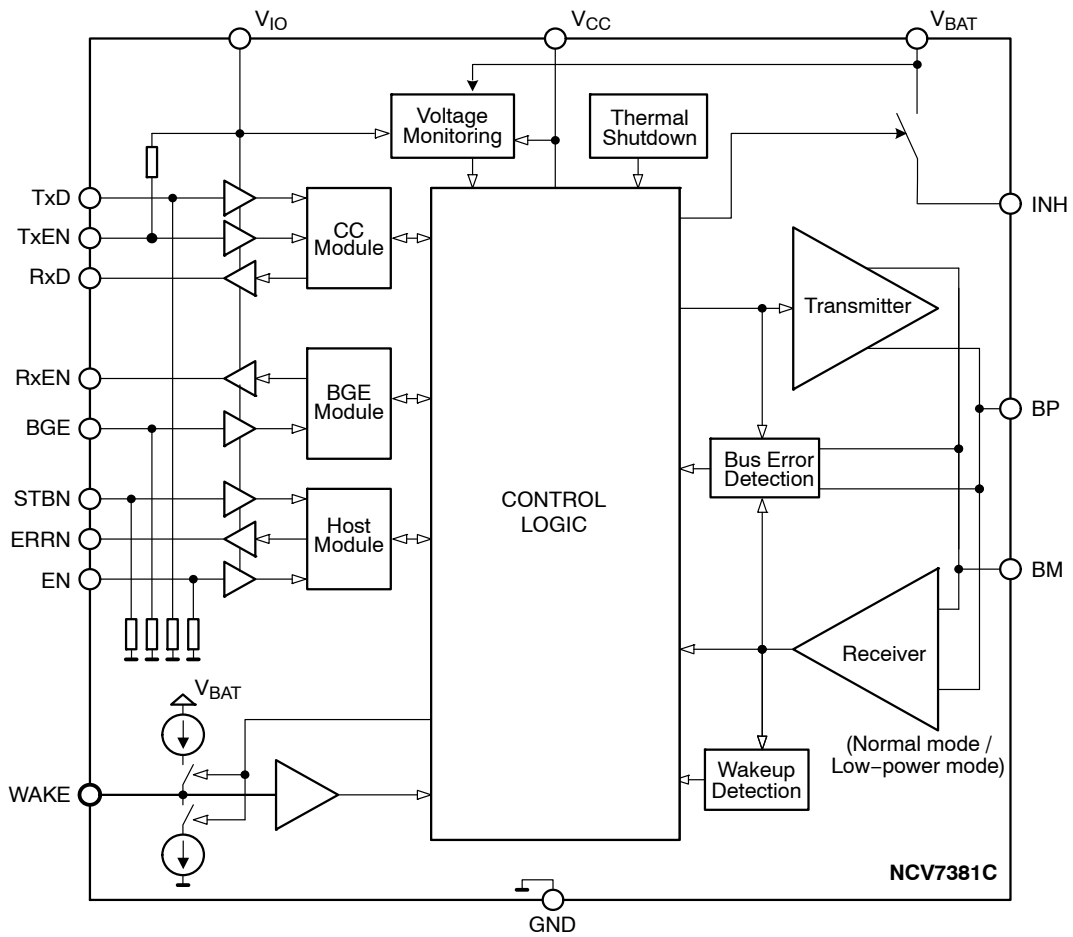 VIO
VCC
VBAT
Voltage
Monitoring
Thermal
Shutdown
TxD
TxEN
RxD
CC
Module
INH
Transmitter
RxEN
BGE
BGE
Module
BP
Bus Error
Detection
STBN
ERRN
EN
Host
Module
CONTROL
LOGIC
BM
Receiver
(Normal mode /
Low−power mode)
VBAT
WAKE
Wakeup
Detection
NCV7381C
GND